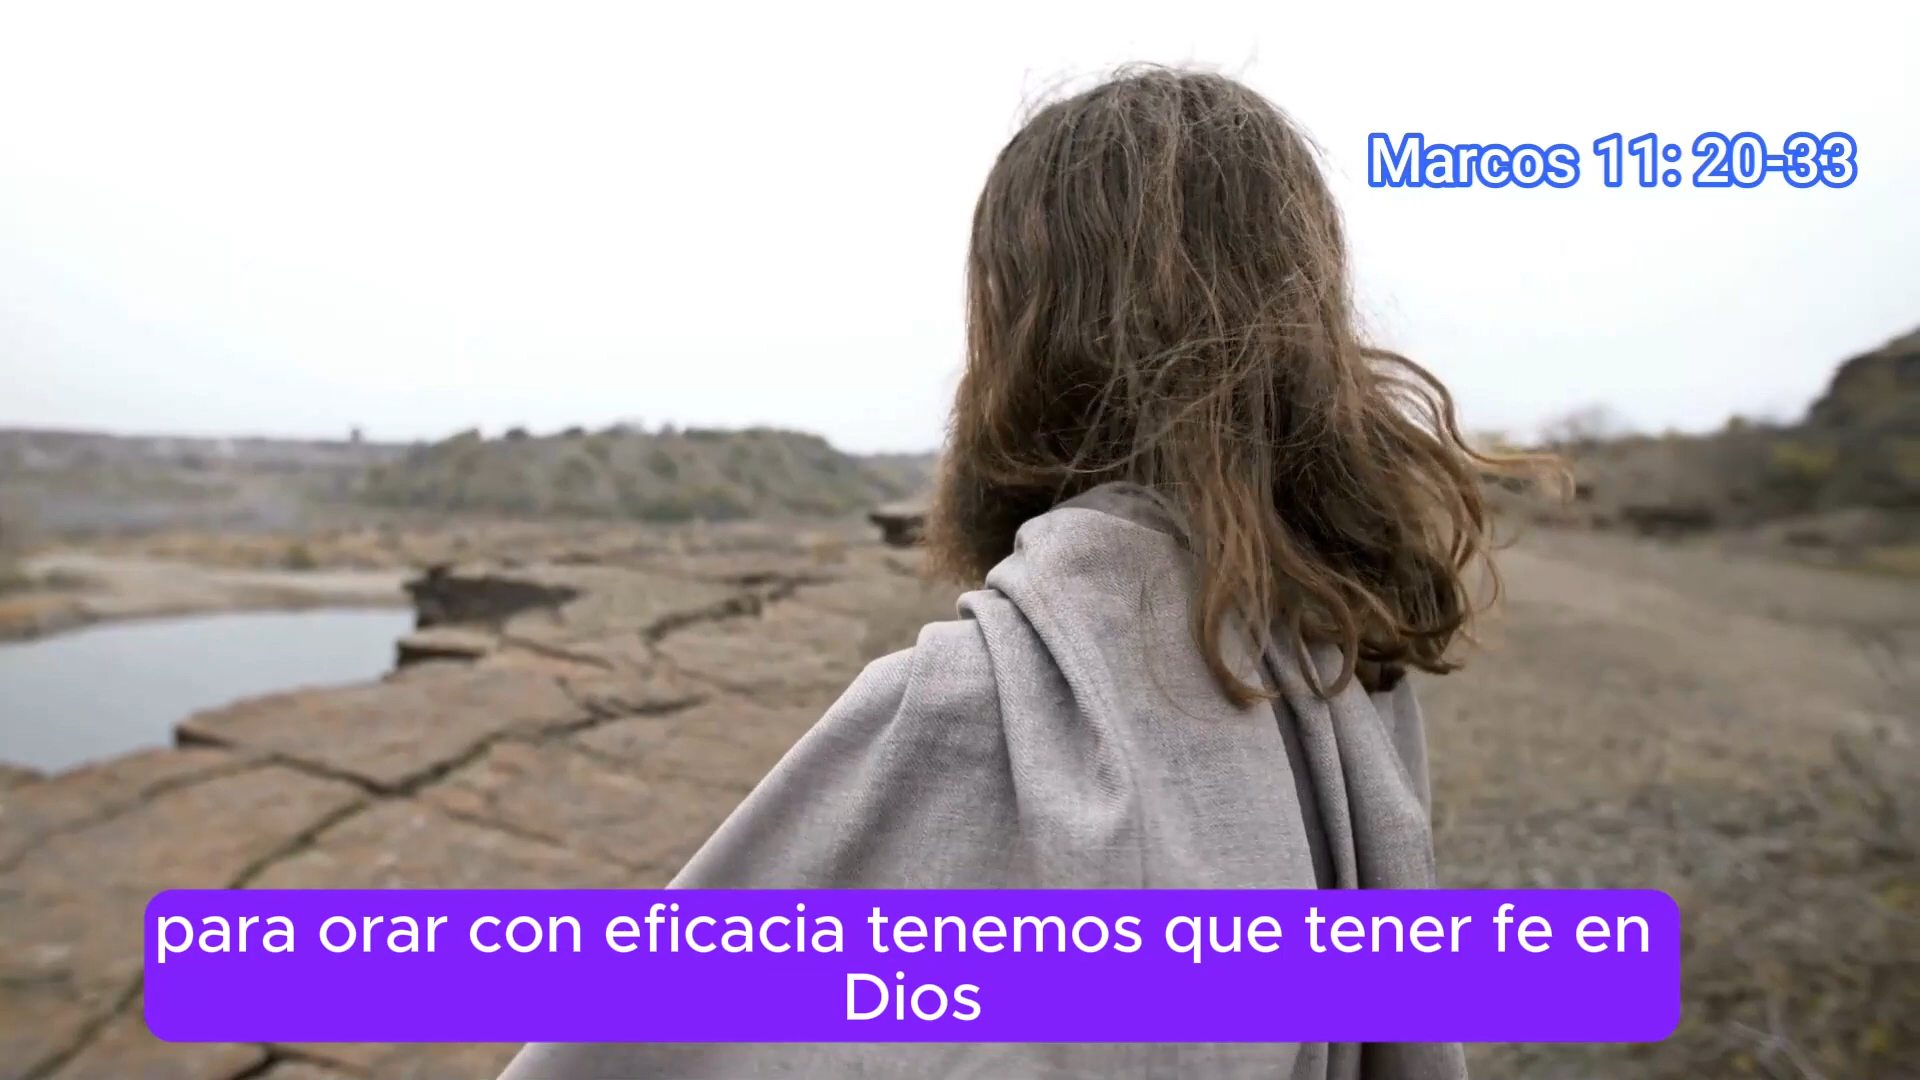 Marcos 11: 20-33
para orar con eficacia tenemos que tener fe en
Dios